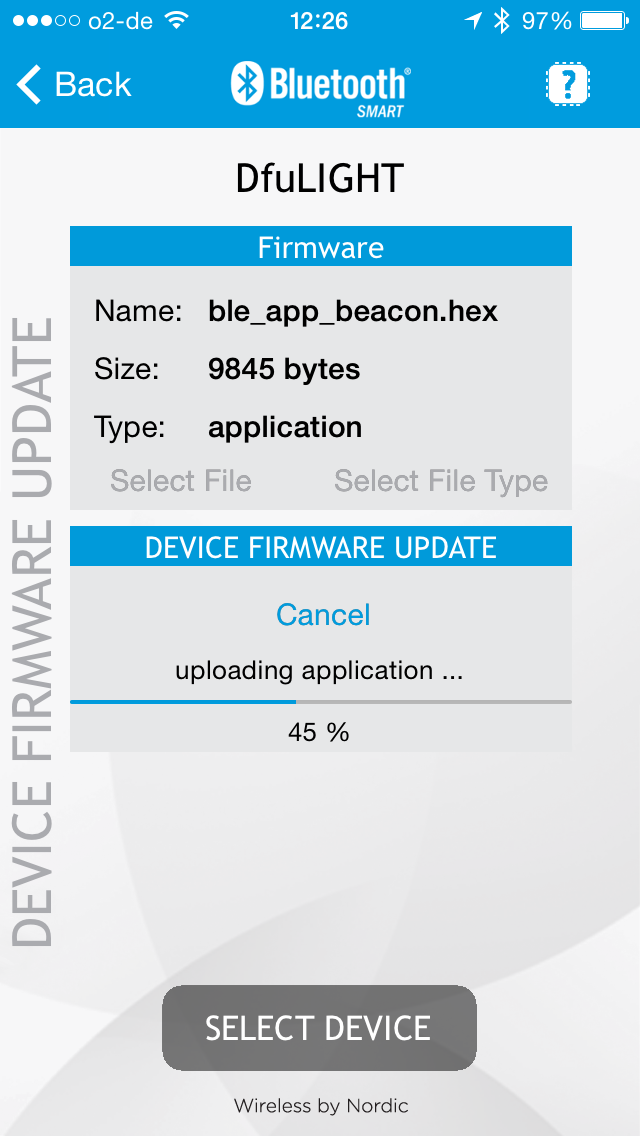 o2-de 12:26 97%
Back Bluetooth® SMART ?
DfuLIGHT
Firmware
Name: ble_app_beacon.hex
Size: 9845 bytes
Type: application
Select File Select File Type
DEVICE FIRMWARE UPDATE
DEVICE FIRMWARE UPDATE
Cancel
uploading application ...
45 %
SELECT DEVICE
Wireless by Nordic